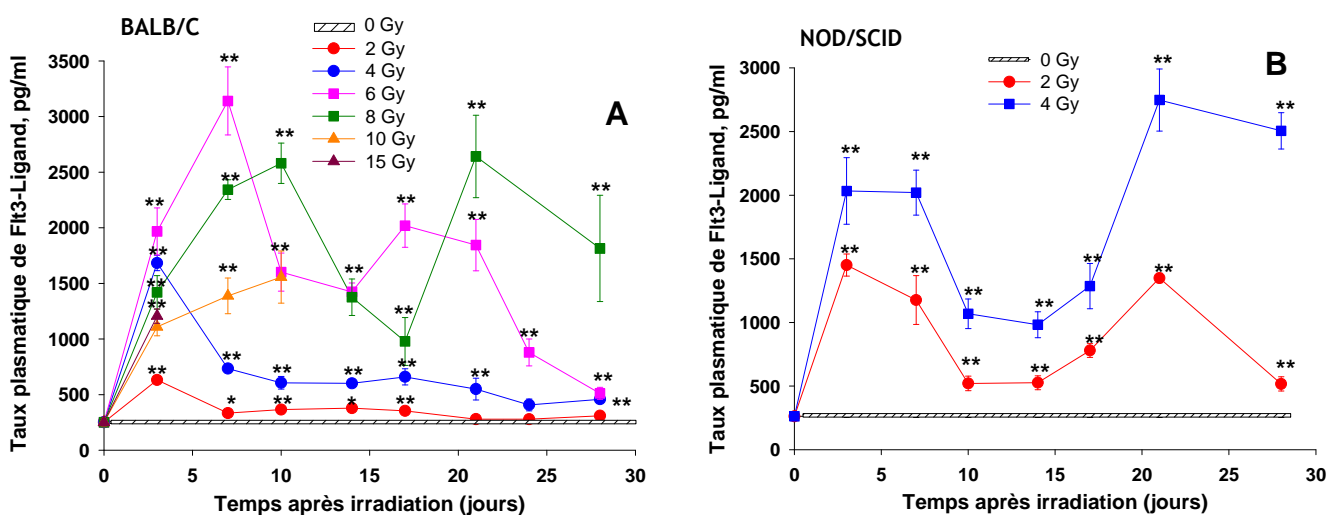 BALB/C
0 Gy
2 Gy
4 Gy
6 Gy
8 Gy
10 Gy
15 Gy
A
Taux plasmatique de Flt3-Ligand, pg/ml
3500
3000
2500
2000
1500
1000
500
0
** ** ** ** ** ** ** ** ** ** ** ** ** ** ** ** ** ** ** ** ** ** ** ** ** ** * ** * ** **
0 5 10 15 20 25 30
Temps après irradiation (jours)
NOD/SCID
0 Gy
2 Gy
4 Gy
B
Taux plasmatique de Flt3-Ligand, pg/ml
3000
2500
2000
1500
1000
500
0
** ** ** ** ** ** ** ** ** ** ** ** ** **
0 5 10 15 20 25 30
Temps après irradiation (jours)